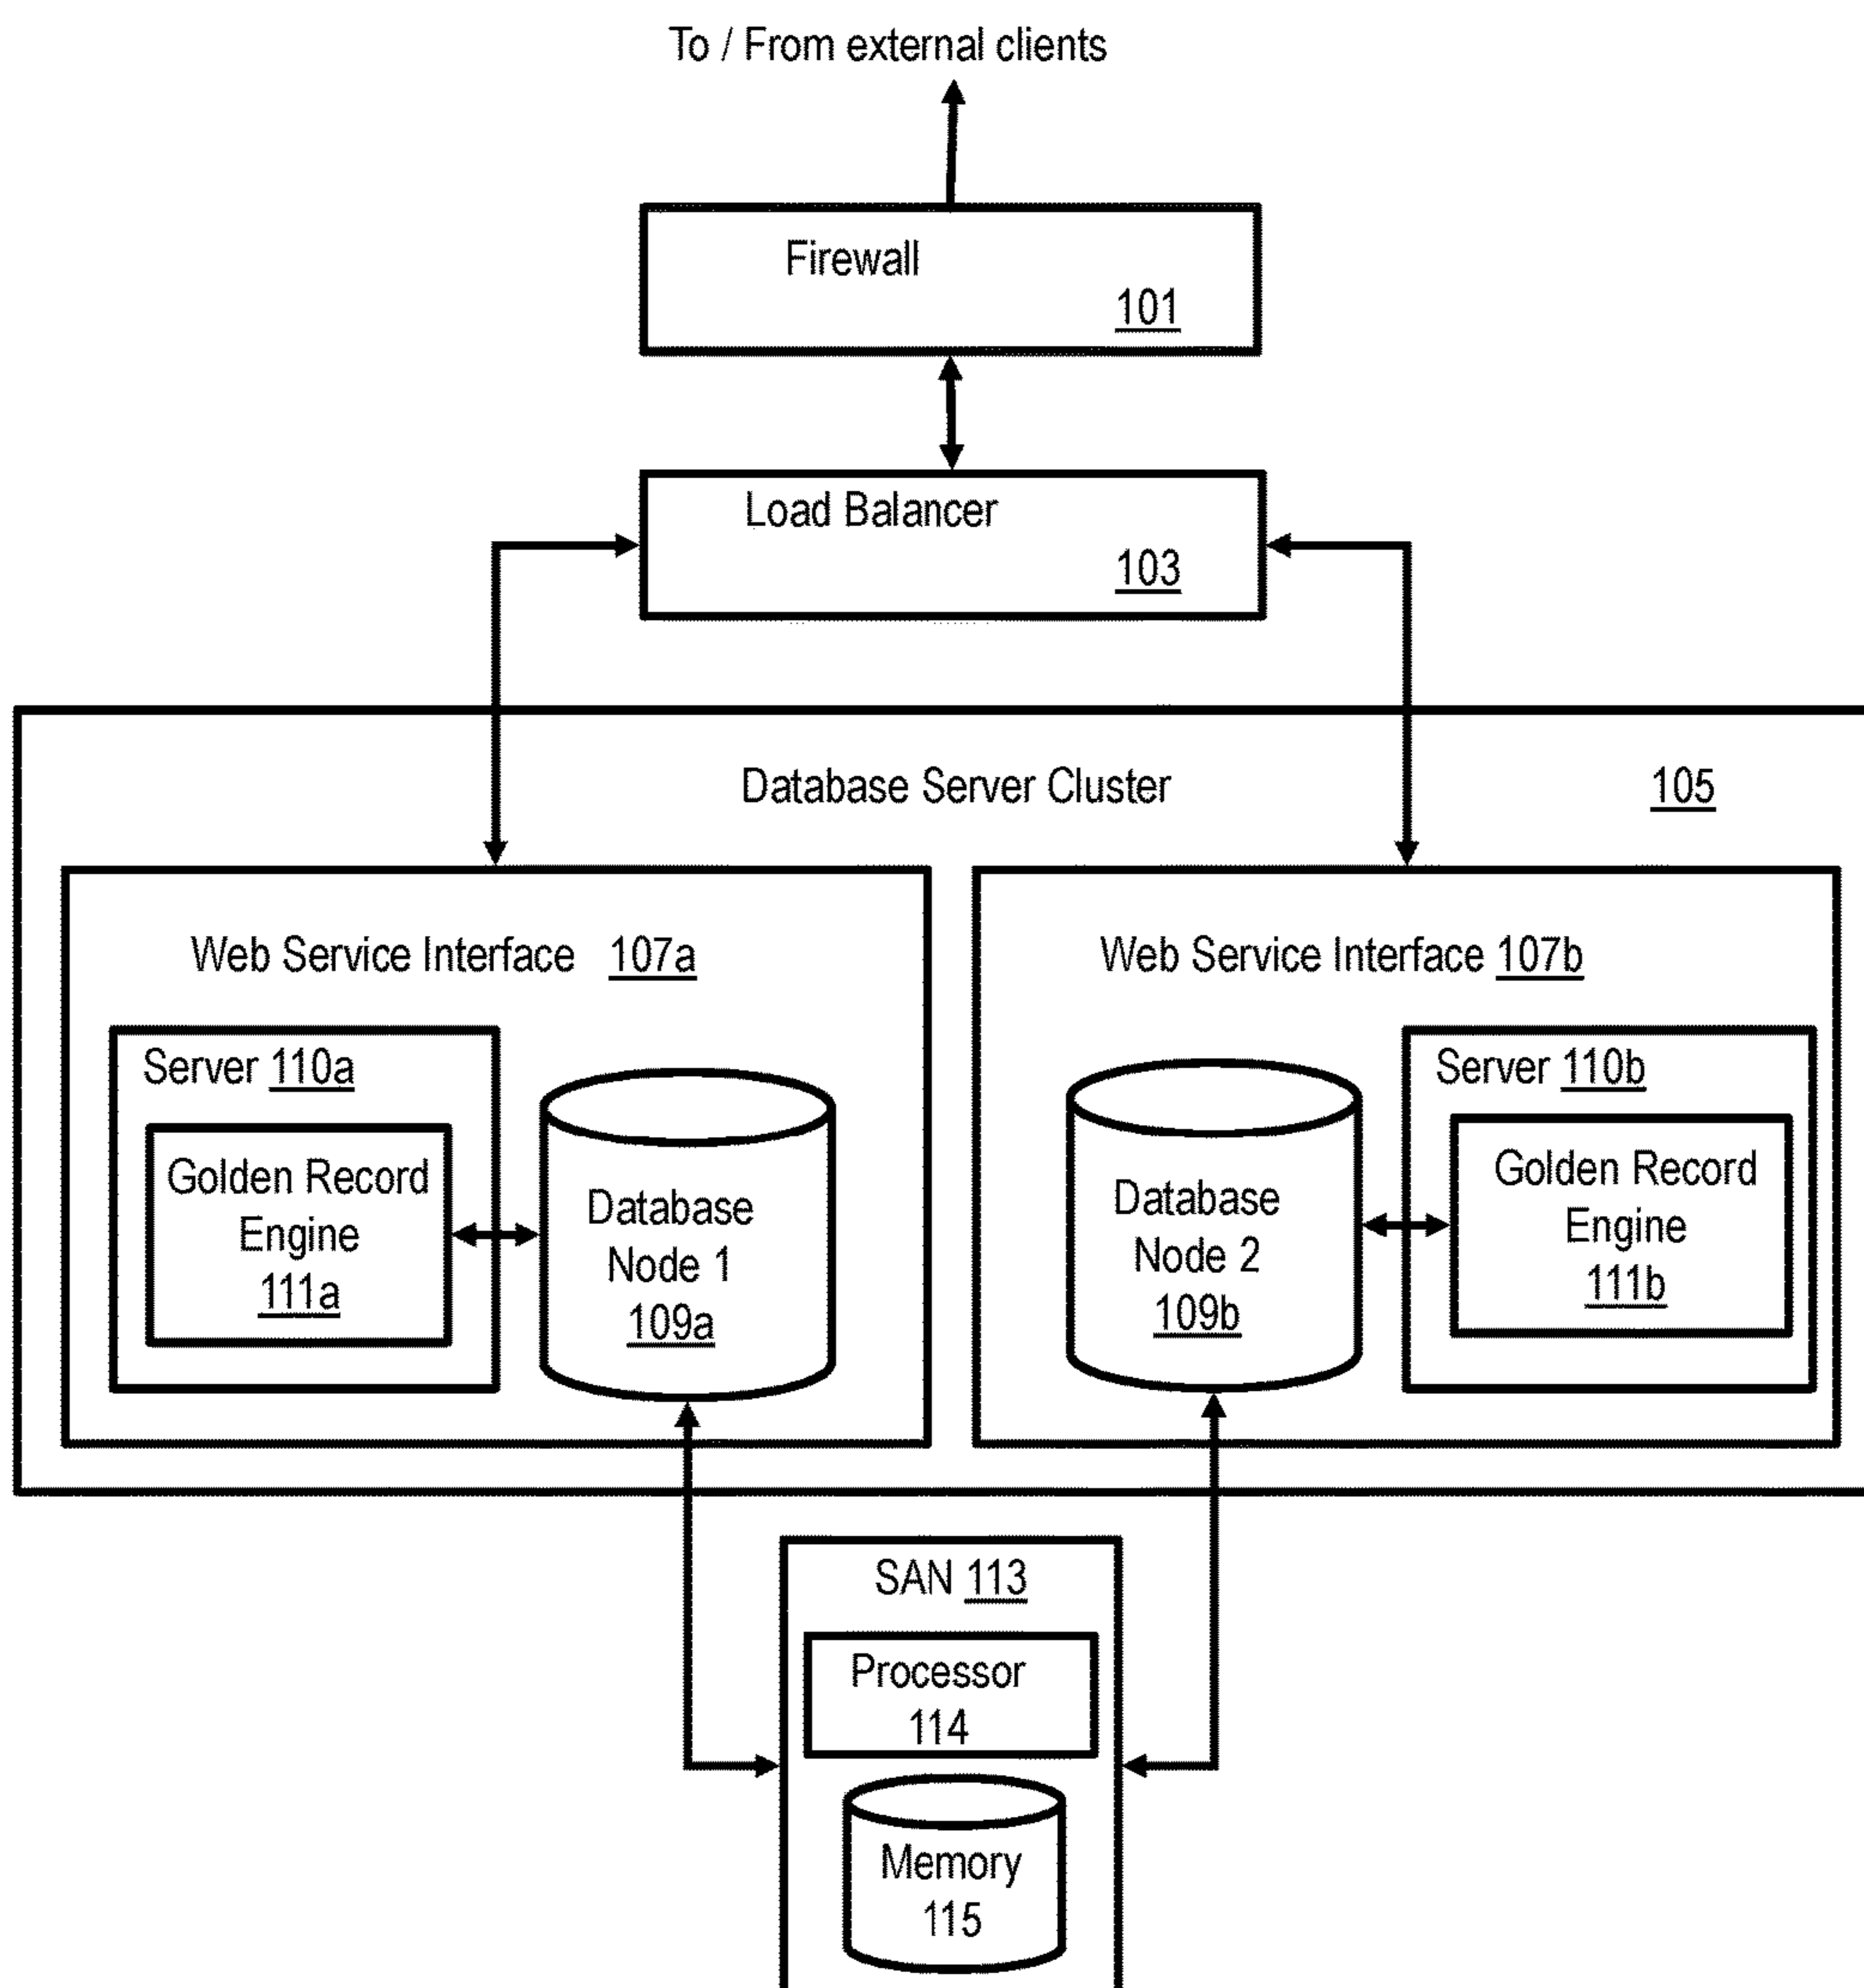 To / From external clients
Firewall
101
Load Balancer
103
Database Server Cluster
105
Web Service Interface 107a
Server 110a
Golden Record
Engine
111a
Database
Node 1
109a
Web Service Interface 107b
Database
Node 2
109b
Server 110b
Golden Record
Engine
111b
SAN 113
Processor
114
Memory
115